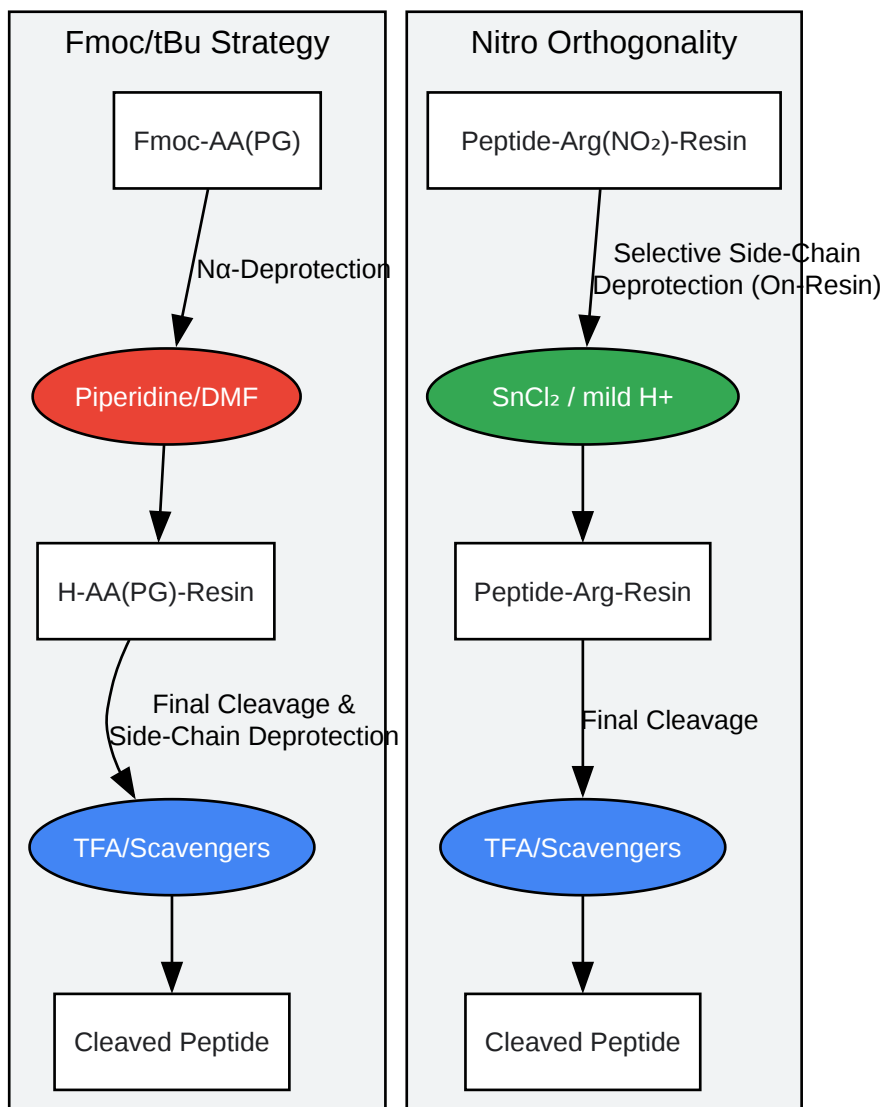 Fmoc/tBu Strategy
Fmoc-AA(PG)
Nα-Deprotection
Piperidine/DMF
H-AA(PG)-Resin
Final Cleavage &
Side-Chain Deprotection
TFA/Scavengers
Cleaved Peptide
Nitro Orthogonality
Peptide-Arg(NO₂)-Resin
Selective Side-Chain
Deprotection (On-Resin)
SnCl₂ / mild H+
Peptide-Arg-Resin
Final Cleavage
TFA/Scavengers
Cleaved Peptide